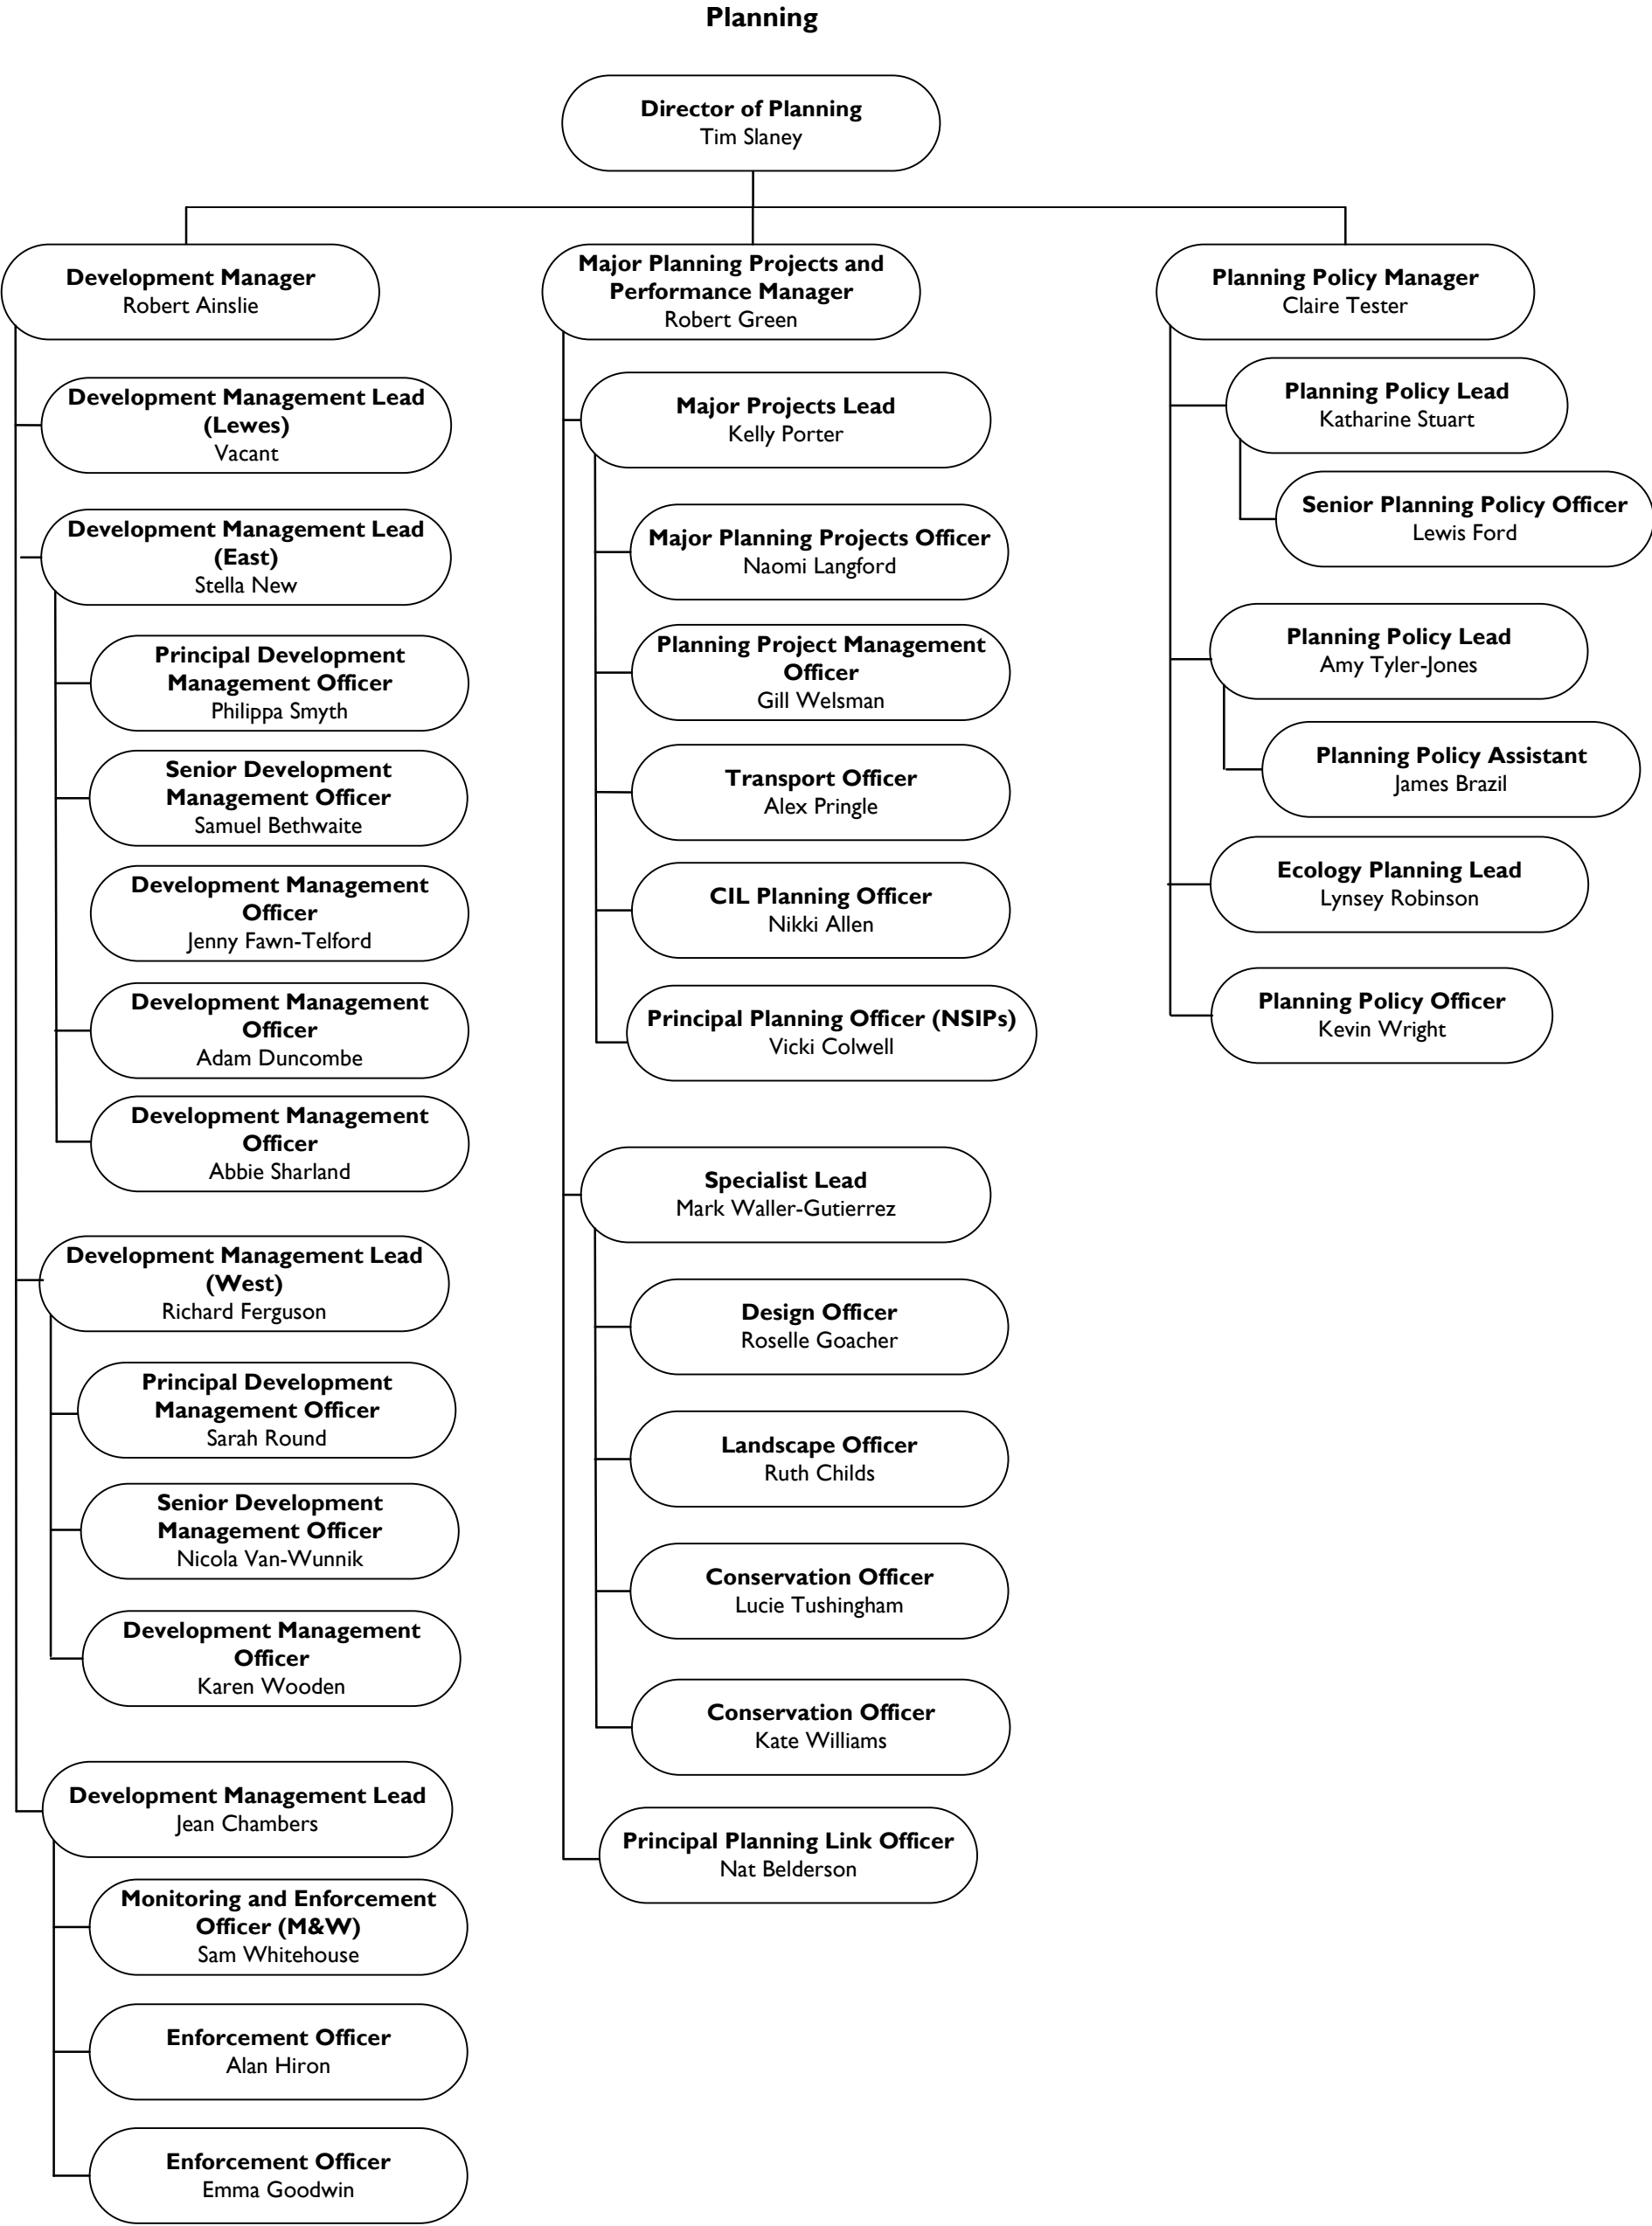 Planning
Director of Planning
Tim Slaney
Development Manager
Robert Ainslie
Development Management Lead
(Lewes)
Vacant
Development Management Lead
(East)
Stella New
Principal Development
Management Officer
Philippa Smyth
Senior Development
Management Officer
Samuel Bethwaite
Development Management
Officer
Jenny Fawn-Telford
Development Management
Officer
Adam Duncombe
Development Management
Officer
Abbie Sharland
Development Management Lead
(West)
Richard Ferguson
Principal Development
Management Officer
Sarah Round
Senior Development
Management Officer
Nicola Van-Wunnik
Development Management
Officer
Karen Wooden
Development Management Lead
Jean Chambers
Monitoring and Enforcement
Officer (M&W)
Sam Whitehouse
Enforcement Officer
Alan Hiron
Enforcement Officer
Emma Goodwin
Major Planning Projects and
Performance Manager
Robert Green
Major Projects Lead
Kelly Porter
Major Planning Projects Officer
Naomi Langford
Planning Project Management
Officer
Gill Welsman
Transport Officer
Alex Pringle
CIL Planning Officer
Nikki Allen
Principal Planning Officer (NSIPs)
Vicki Colwell
Specialist Lead
Mark Waller-Gutierrez
Design Officer
Roselle Goacher
Landscape Officer
Ruth Childs
Conservation Officer
Lucie Tushingham
Conservation Officer
Kate Williams
Principal Planning Link Officer
Nat Belderson
Planning Policy Manager
Claire Tester
Planning Policy Lead
Katharine Stuart
Senior Planning Policy Officer
Lewis Ford
Planning Policy Lead
Amy Tyler-Jones
Planning Policy Assistant
James Brazil
Ecology Planning Lead
Lynsey Robinson
Planning Policy Officer
Kevin Wright